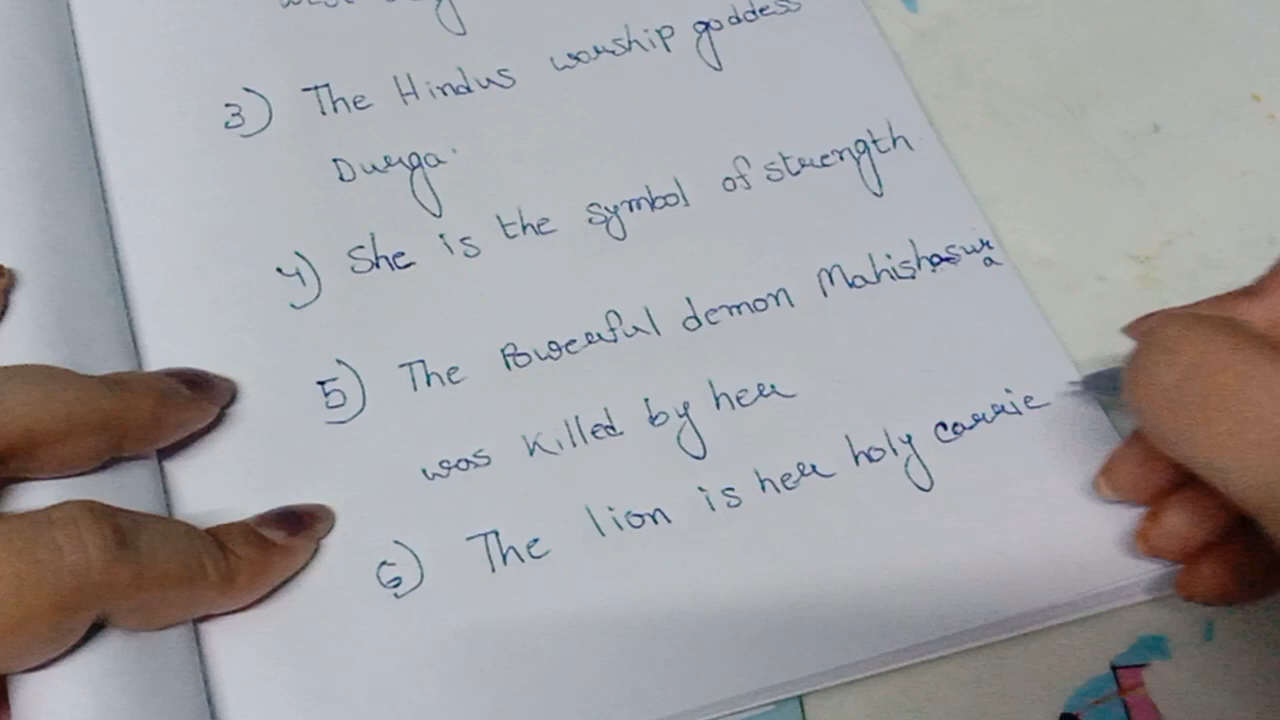 3) The Hindus worship goddess
Durga.
4) She is the symbol of strength
5) The Powerful demon Mahishasura
was killed by her
6) The lion is her holy carrie